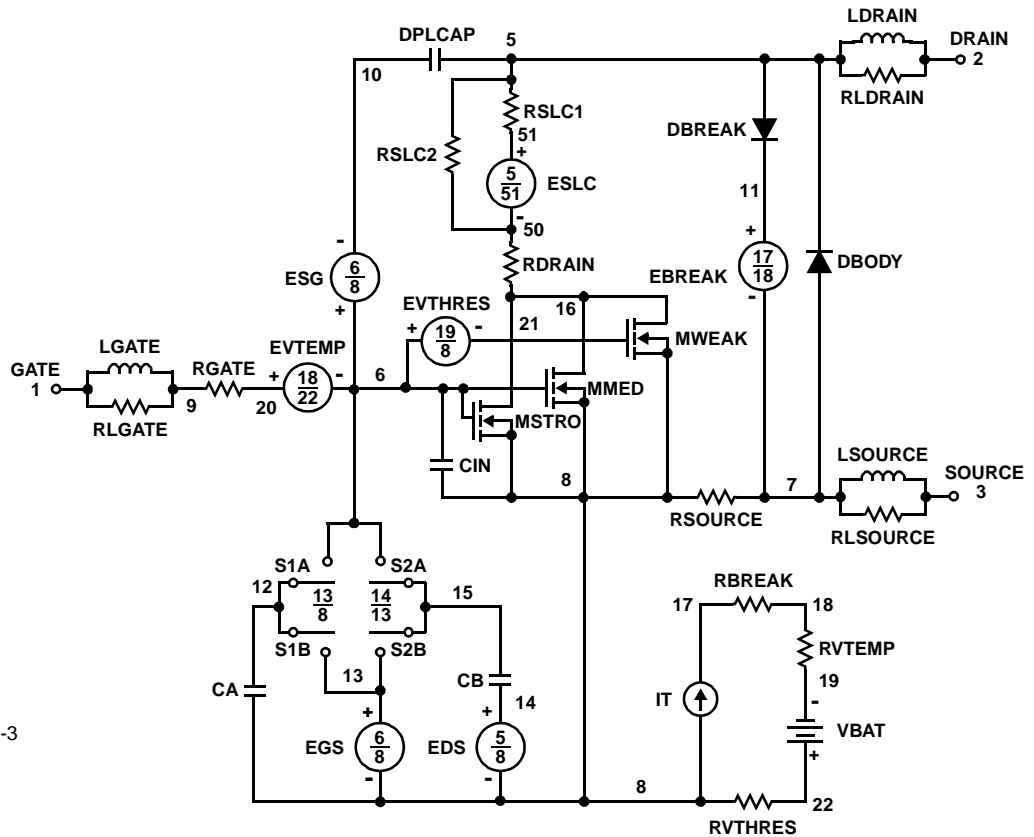 LDRAIN
DPLCAP
5
DRAIN
2
10
RLDRAIN
RSLC1
51
DBREAK
RSLC2
+
5
51
ESLC
11
-
50
-
+
RDRAIN
17
18
EBREAK
DBODY
ESG
6
8
EVTHRES
16
-
+
+
19
8
-
21
MWEAK
LGATE
EVTEMP
GATE
1
RGATE
+
18
22
-
6
MMED
9
20
MSTRO
RLGATE
CIN
LSOURCE
8
7
SOURCE
3
RSOURCE
RLSOURCE
S1A
S2A
12
13
8
14
13
15
RBREAK
17
18
S1B
S2B
RVTEMP
13
CB
19
CA
14
IT
-
+
+
VBAT
-3
EGS
6
8
EDS
5
8
+
-
-
8
22
RVTHRES